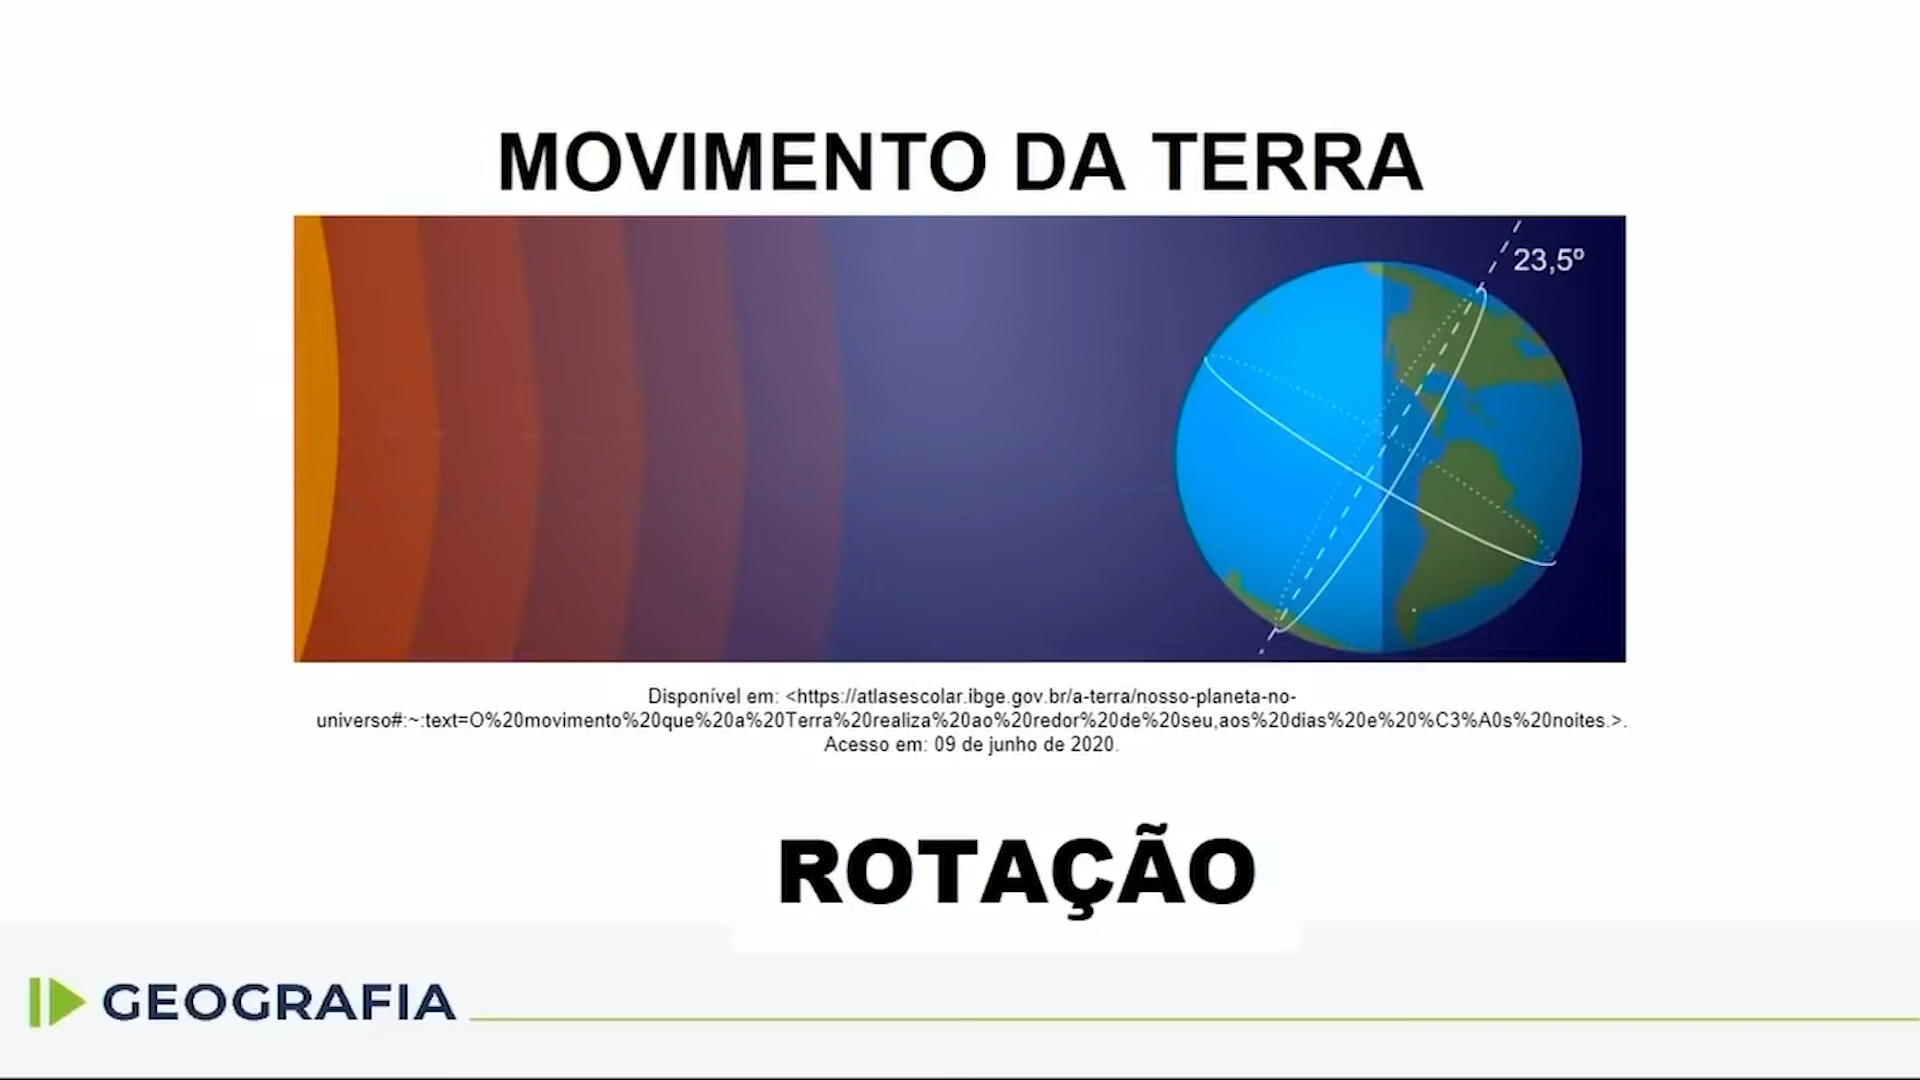 MOVIMENTO DA TERRA
23,5º
Disponível em: <https://atlasescolar.ibge.gov.br/a-terra/nosso-planeta-no-
universo#:~:text=O%20movimento%20que%20a%20Terra%20realiza%20ao%20redor%20de%20seu,aos%20dias%20e%20%C3%A0s%20noites.>.
Acesso em: 09 de junho de 2020.
ROTAÇÃO
GEOGRAFIA